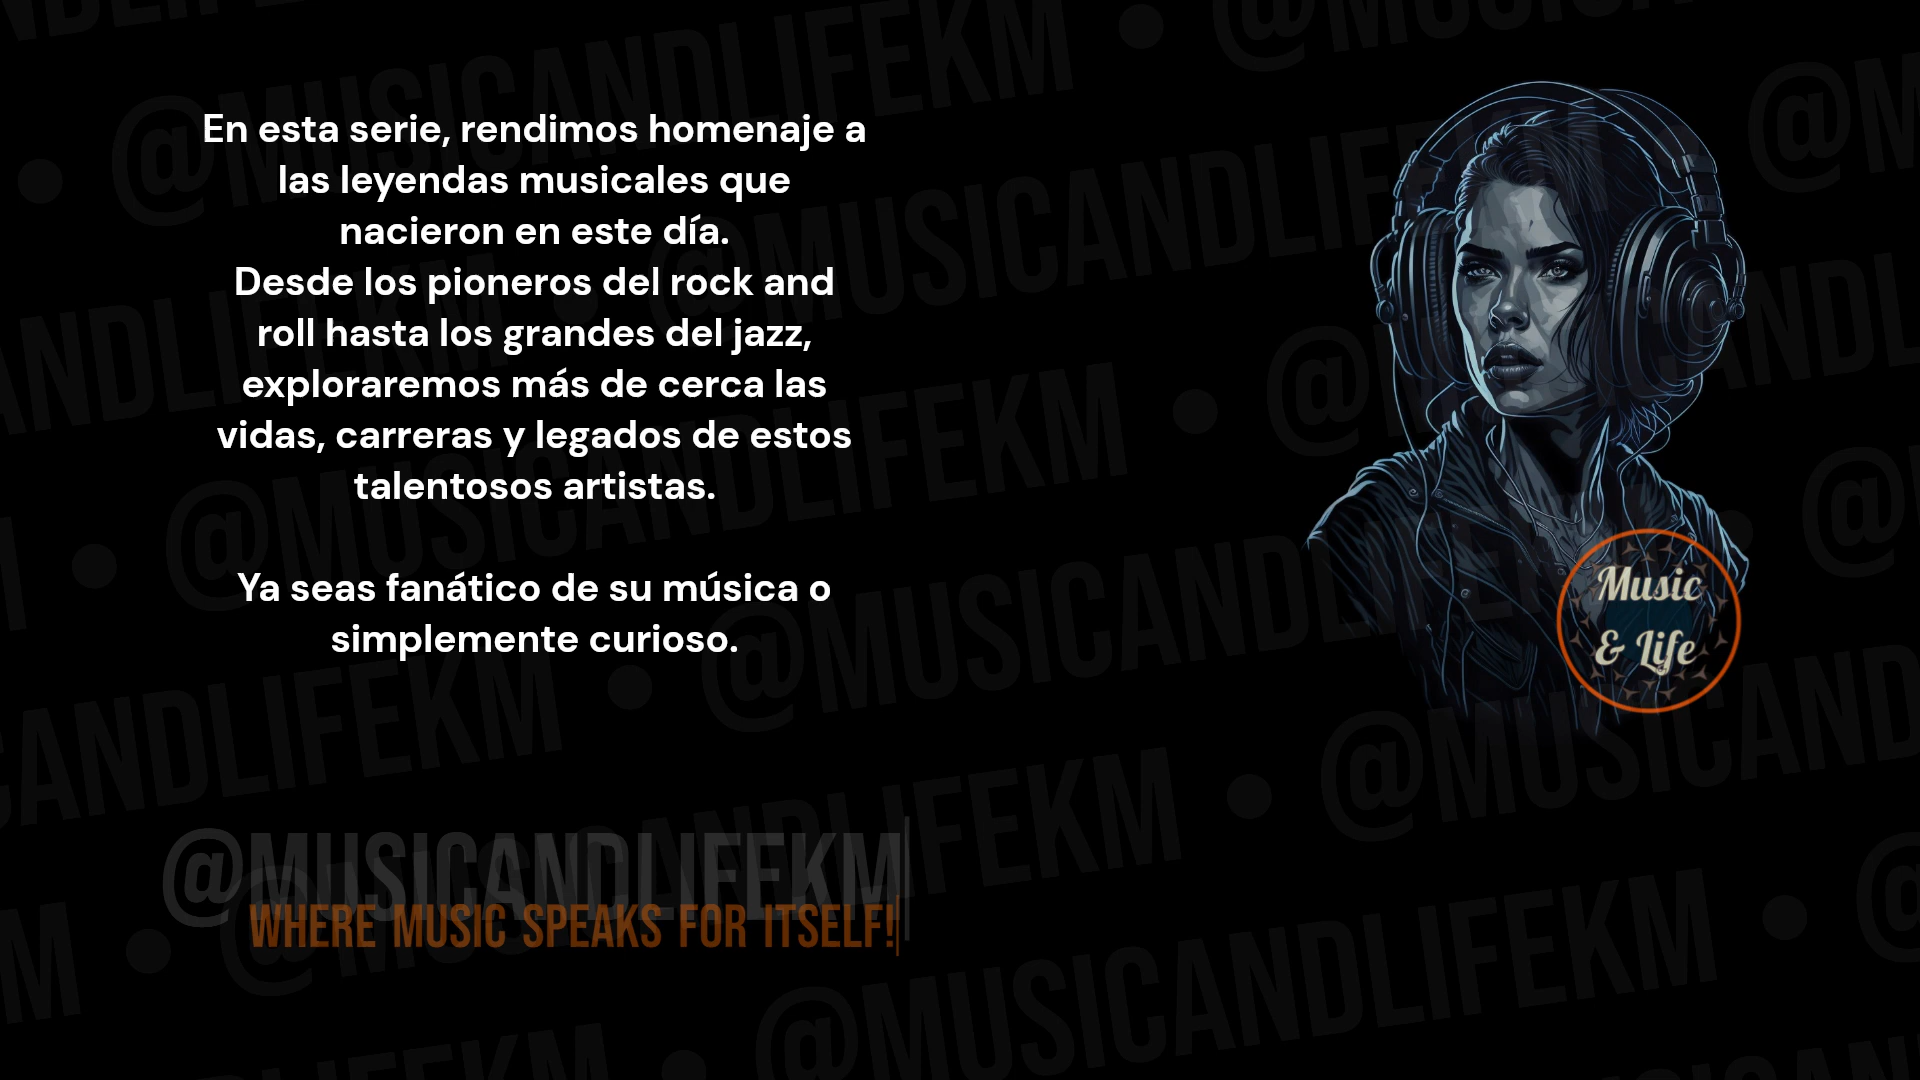 En esta serie, rendimos homenaje a
las leyendas musicales que
nacieron en este día.
Desde los pioneros del rock and
roll hasta los grandes del jazz,
exploraremos más de cerca las
vidas, carreras y legados de estos
talentosos artistas.
Ya seas fanático de su música o
simplemente curioso.
Music
& Life
@MUSICANDLIFEKM
WHERE MUSIC SPEAKS FOR ITSELF!